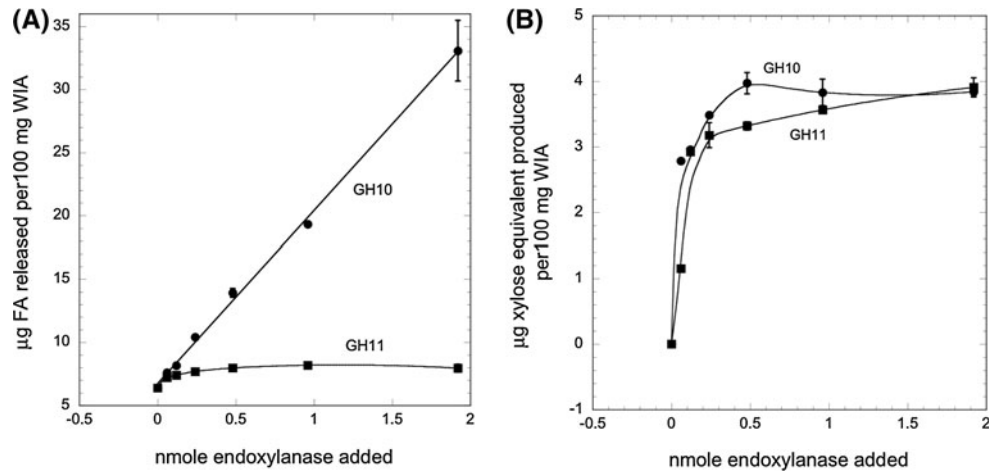 (A)
µg FA released per100 mg WIA
35
30
25
20
15
10
5
GH10
GH11
-0.5
0
0.5
1
1.5
2
nmole endoxylanase added
(B)
µg xylose equivalent produced
per100 mg WIA
5
4
3
2
1
0
-1
GH10
GH11
-0.5
0
0.5
1
1.5
2
nmole endoxylanase added